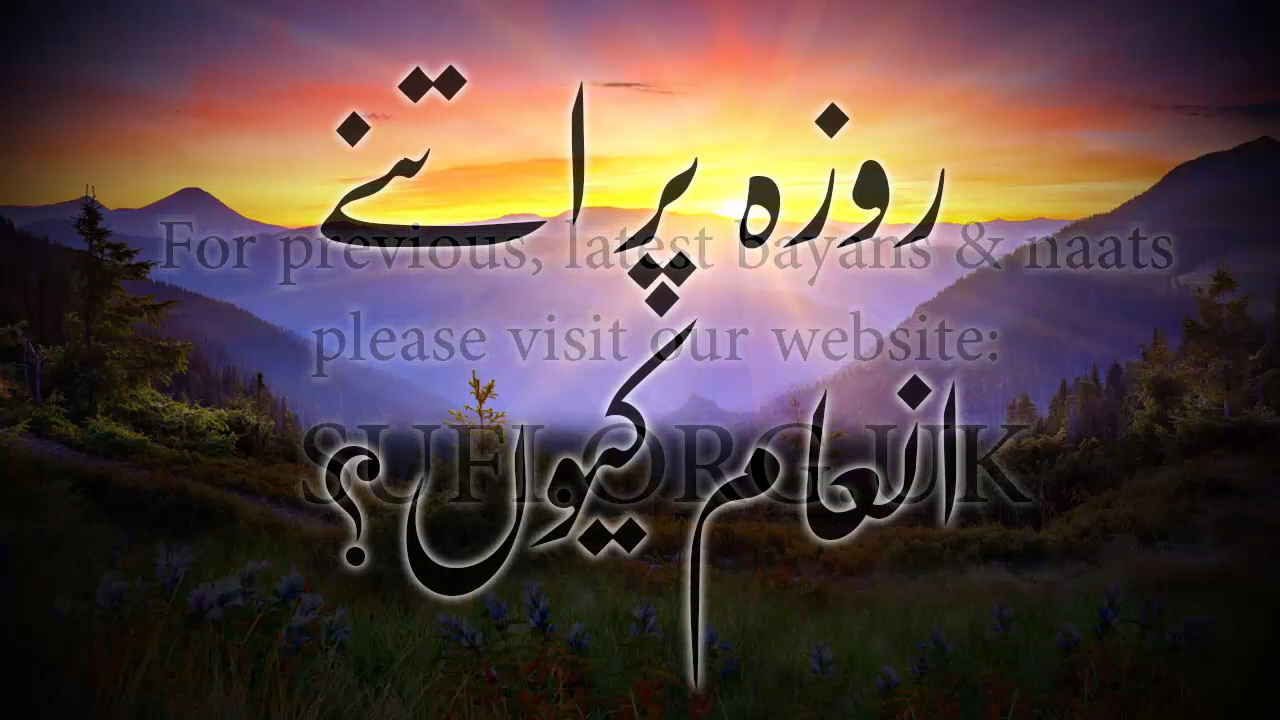 روزہ پر اتنے
For previous, latest bayans & naats
please visit our website:
انعام کیوں؟
SUFI.ORG.UK